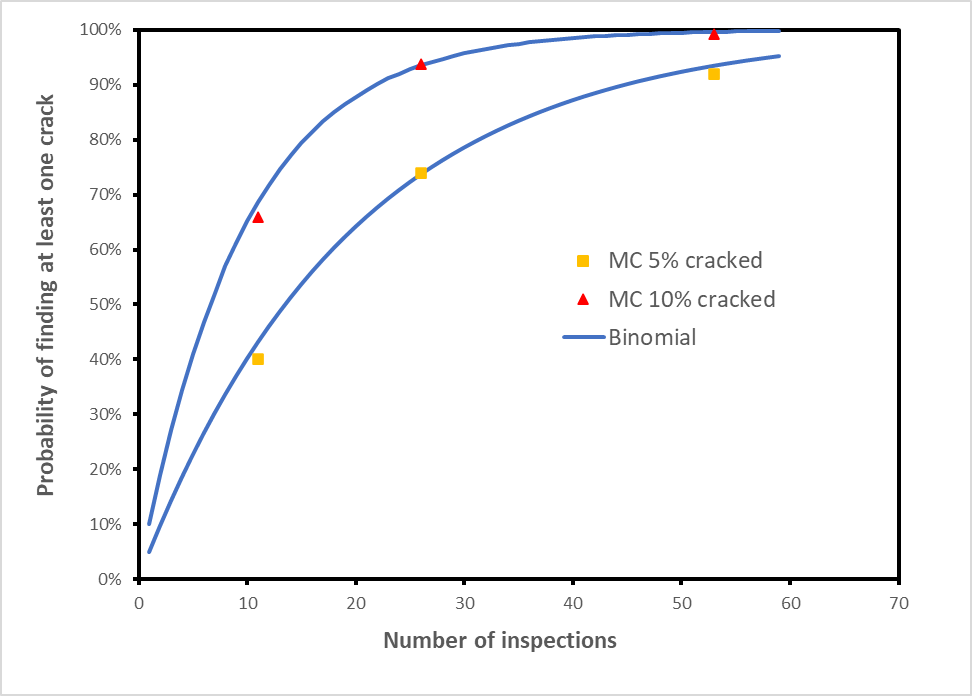 100%
90%
80%
70%
60%
50%
40%
30%
20%
10%
0%
Probability of finding at least one crack
MC 5% cracked
MC 10% cracked
Binomial
0 10 20 30 40 50 60 70
Number of inspections